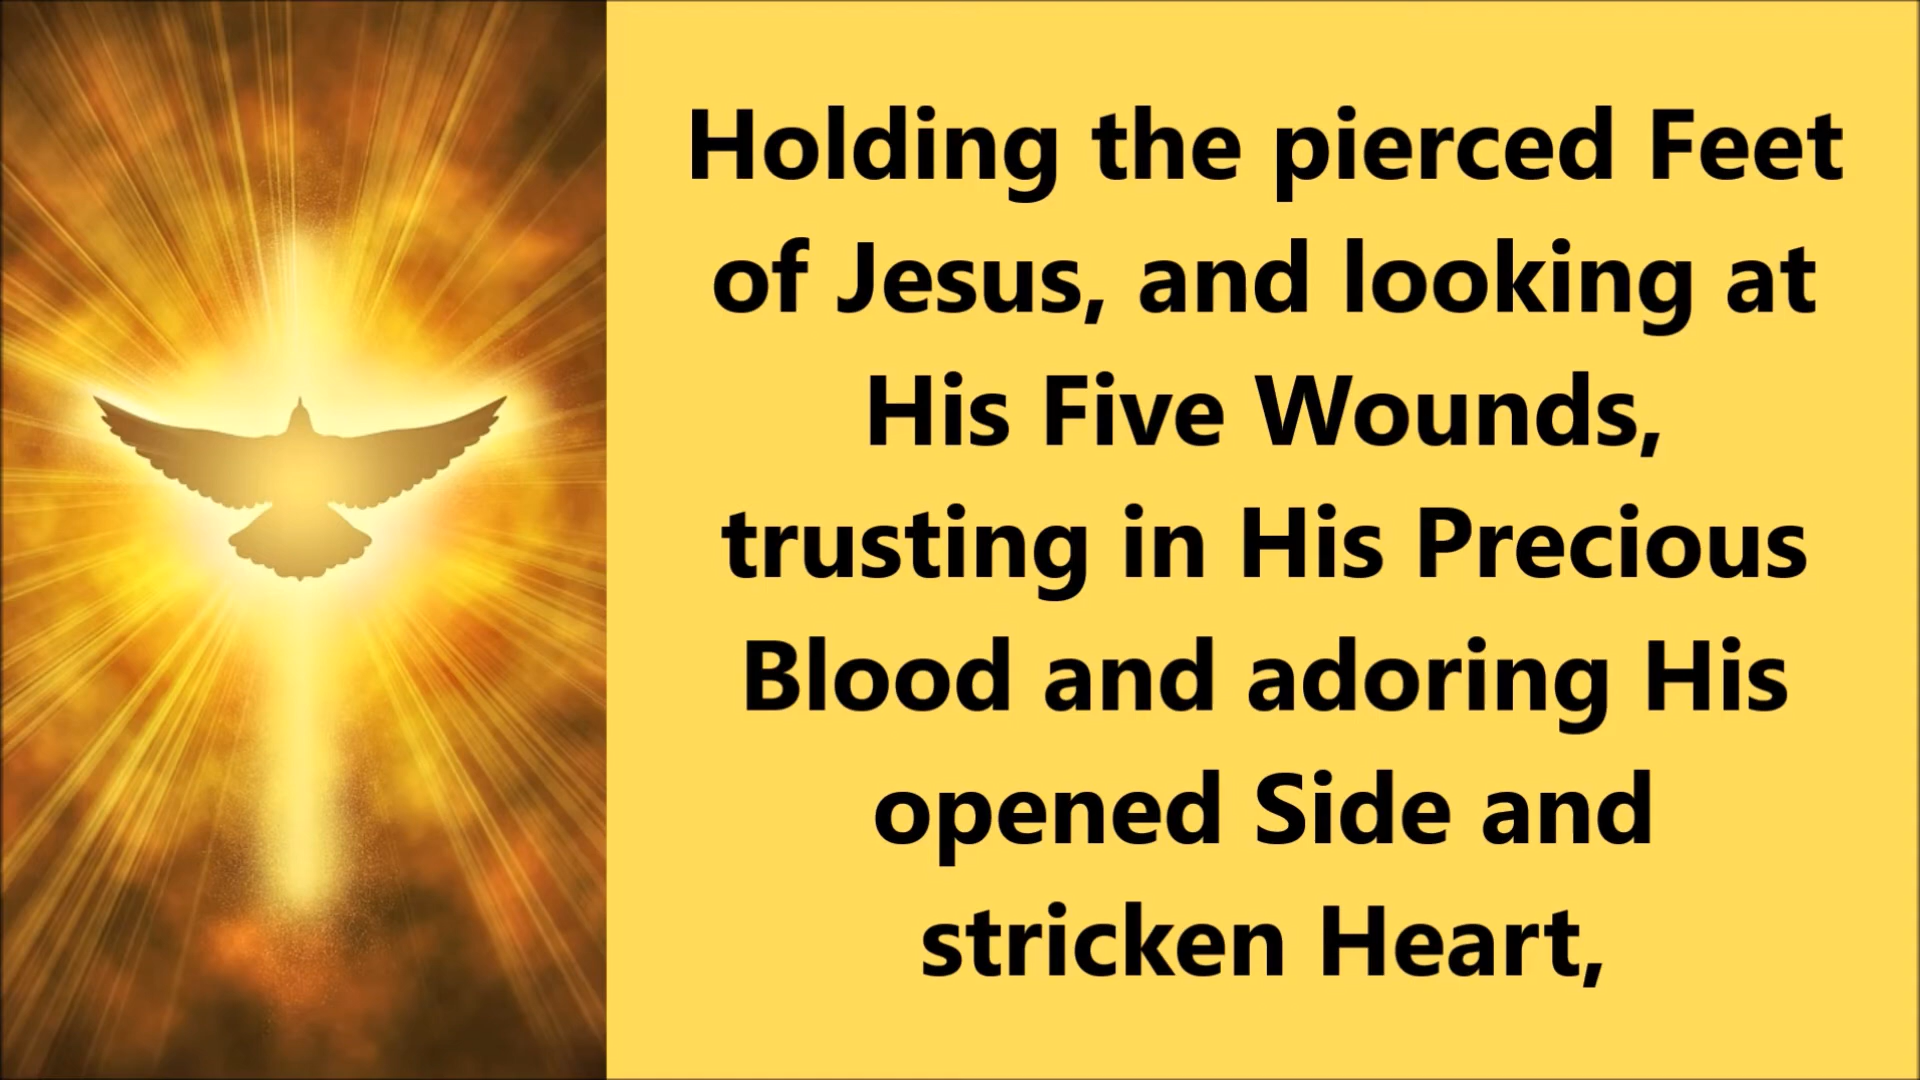 Holding the pierced Feet
of Jesus, and looking at
His Five Wounds,
trusting in His Precious
Blood and adoring His
opened Side and
stricken Heart,